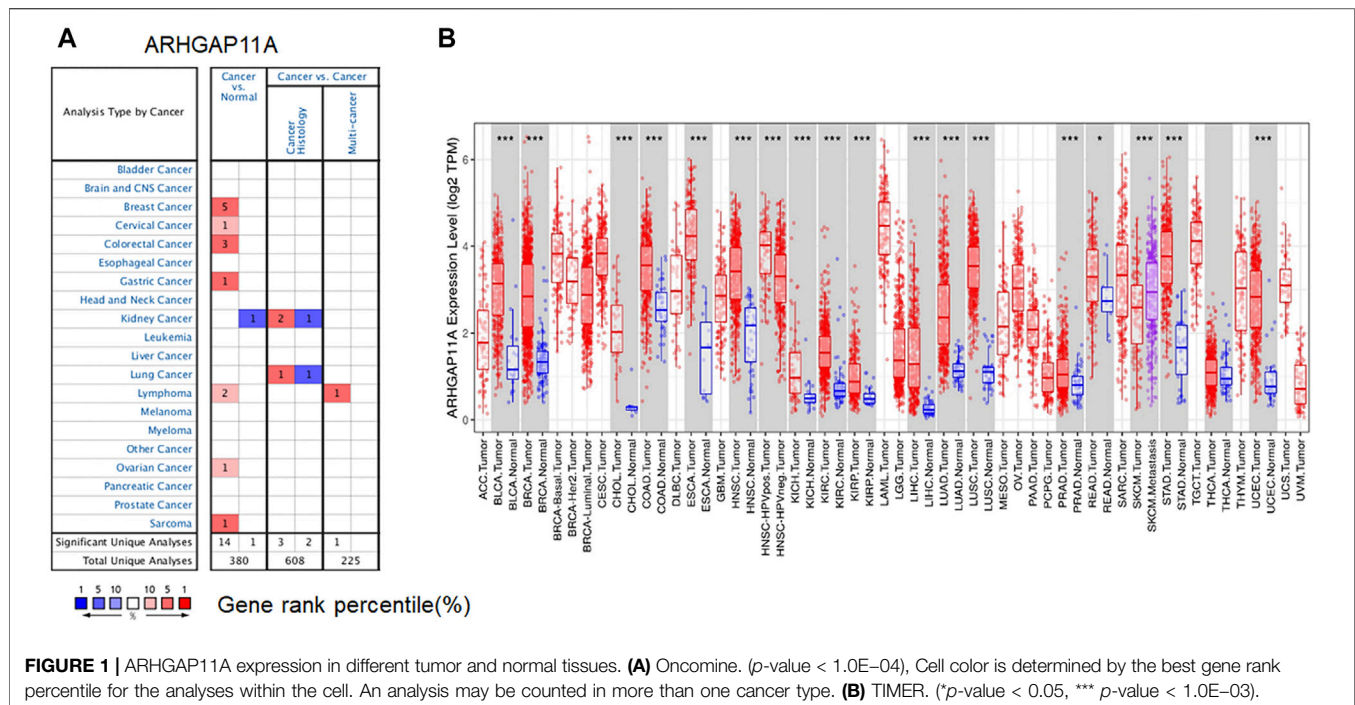 A
ARHGAP11A
Analysis Type by Cancer
Cancer
vs.
Normal
Cancer vs. Cancer
Cancer
Histology
Multi-cancer
Bladder Cancer
Brain and CNS Cancer
Breast Cancer 5
Cervical Cancer 1
Colorectal Cancer 3
Esophageal Cancer
Gastric Cancer 1
Head and Neck Cancer
Kidney Cancer 1 2 1
Leukemia
Liver Cancer
Lung Cancer 1 1
Lymphoma 2 1
Melanoma
Myeloma
Other Cancer
Ovarian Cancer 1
Pancreatic Cancer
Prostate Cancer
Sarcoma 1
Significant Unique Analyses 14 1 3 2 1
Total Unique Analyses 380 608 225
1 5 10 10 5 1
%
Gene rank percentile(%)
B
ARHGAP11A Expression Level (log2 TPM)
6
4
2
0
*** *** *** *** *** *** *** *** *** *** *** *** *** *** * *** *** ***
ACC.Tumor
BLCA.Tumor
BLCA.Normal
BRCA.Tumor
BRCA.Normal
BRCA-Basal.Tumor
BRCA-Her2.Tumor
BRCA-Luminal.Tumor
CESC.Tumor
CHOL.Tumor
CHOL.Normal
COAD.Tumor
COAD.Normal
DLBC.Tumor
ESCA.Tumor
ESCA.Normal
GBM.Tumor
HNSC.Tumor
HNSC.Normal
HNSC-HPVpos.Tumor
HNSC-HPVneg.Tumor
KICH.Tumor
KICH.Normal
KIRC.Tumor
KIRC.Normal
KIRP.Tumor
KIRP.Normal
LAML.Tumor
LGG.Tumor
LIHC.Tumor
LIHC.Normal
LUAD.Tumor
LUAD.Normal
LUSC.Tumor
LUSC.Normal
MESO.Tumor
OV.Tumor
PAAD.Tumor
PCPG.Tumor
PRAD.Tumor
PRAD.Normal
READ.Tumor
READ.Normal
SARC.Tumor
SKCM.Tumor
SKCM.Metastasis
STAD.Tumor
STAD.Normal
TGCT.Tumor
THCA.Tumor
THCA.Normal
THYM.Tumor
UCEC.Tumor
UCEC.Normal
UCS.Tumor
UVM.Tumor
FIGURE 1 | ARHGAP11A expression in different tumor and normal tissues. (A) Oncomine. (p-value < 1.0E−04), Cell color is determined by the best gene rank
percentile for the analyses within the cell. An analysis may be counted in more than one cancer type. (B) TIMER. (*p-value < 0.05, *** p-value < 1.0E−03).